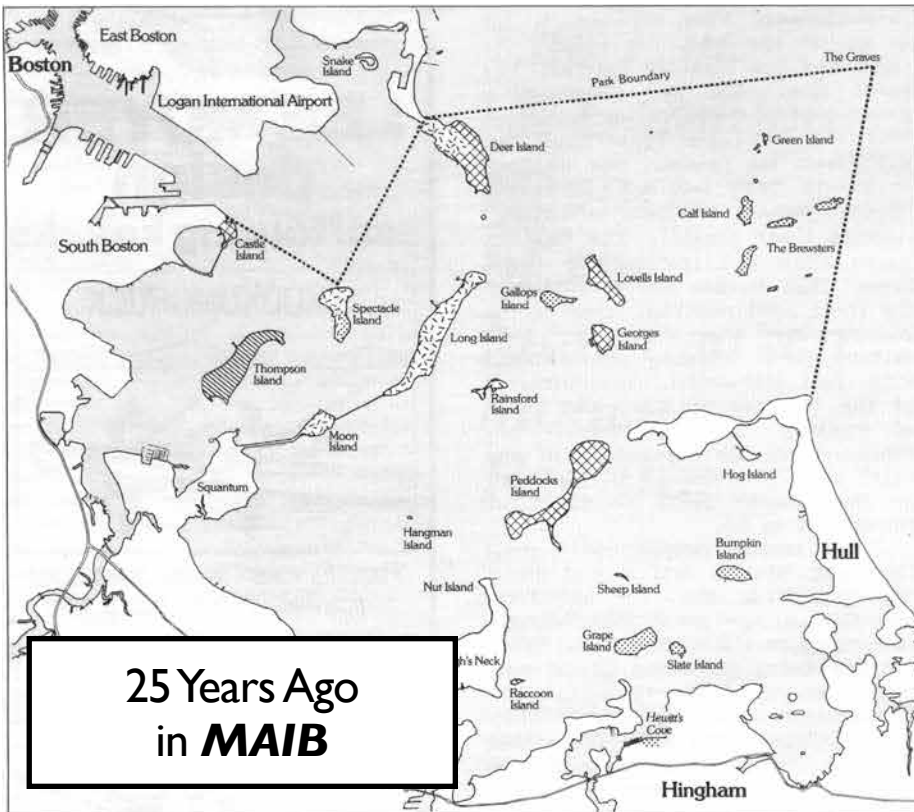 East Boston
Boston
Snake
Island
Logan International Airport
Park Boundary
The Graves
Deer Island
Green Island
Calf Island
The Brewsters
South Boston
Castle
Island
Spectacle
Island
Gallops
Island
Lovells Island
Georges
Island
Long Island
Thompson
Island
Rainsford
Island
Moon
Island
Squantum
Peddocks
Island
Hog Island
Hangman
Island
Bumpkin
Island
Hull
Nut Island
Sheep Island
Grape
Island
Slate Island
gh's Neck
Raccoon
Island
Hewitt's
Cove
Hingham
25 Years Ago
in MAIB